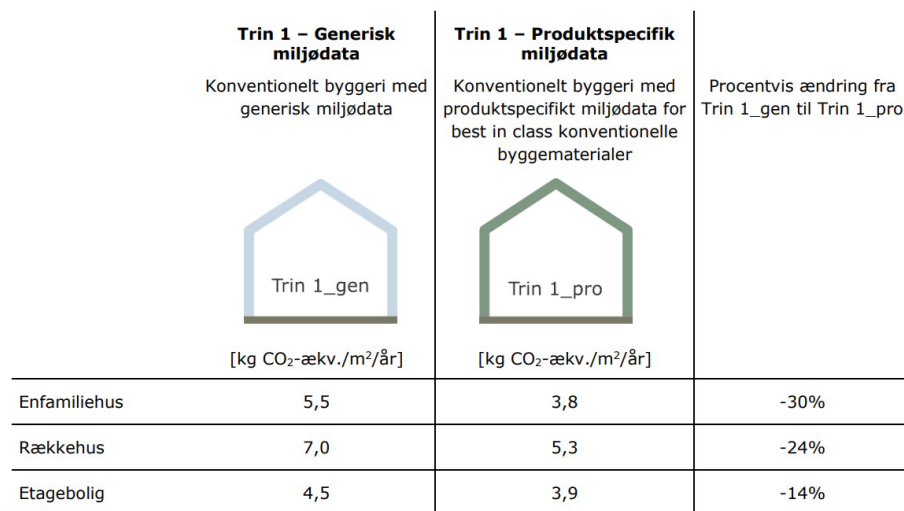 Trin 1 – Generisk
miljødata
Konventionelt byggeri med
generisk miljødata
Trin 1_gen
[kg CO₂-ækv./m²/år]
Trin 1 – Produktspecifik
miljødata
Konventionelt byggeri med
produktspecifikt miljødata for
best in class konventionelle
byggematerialer
Trin 1_pro
[kg CO₂-ækv./m²/år]
Procentvis ændring fra
Trin 1_gen til Trin 1_pro
Enfamiliehus 5,5 3,8 -30%
Rækkehus 7,0 5,3 -24%
Etagebolig 4,5 3,9 -14%